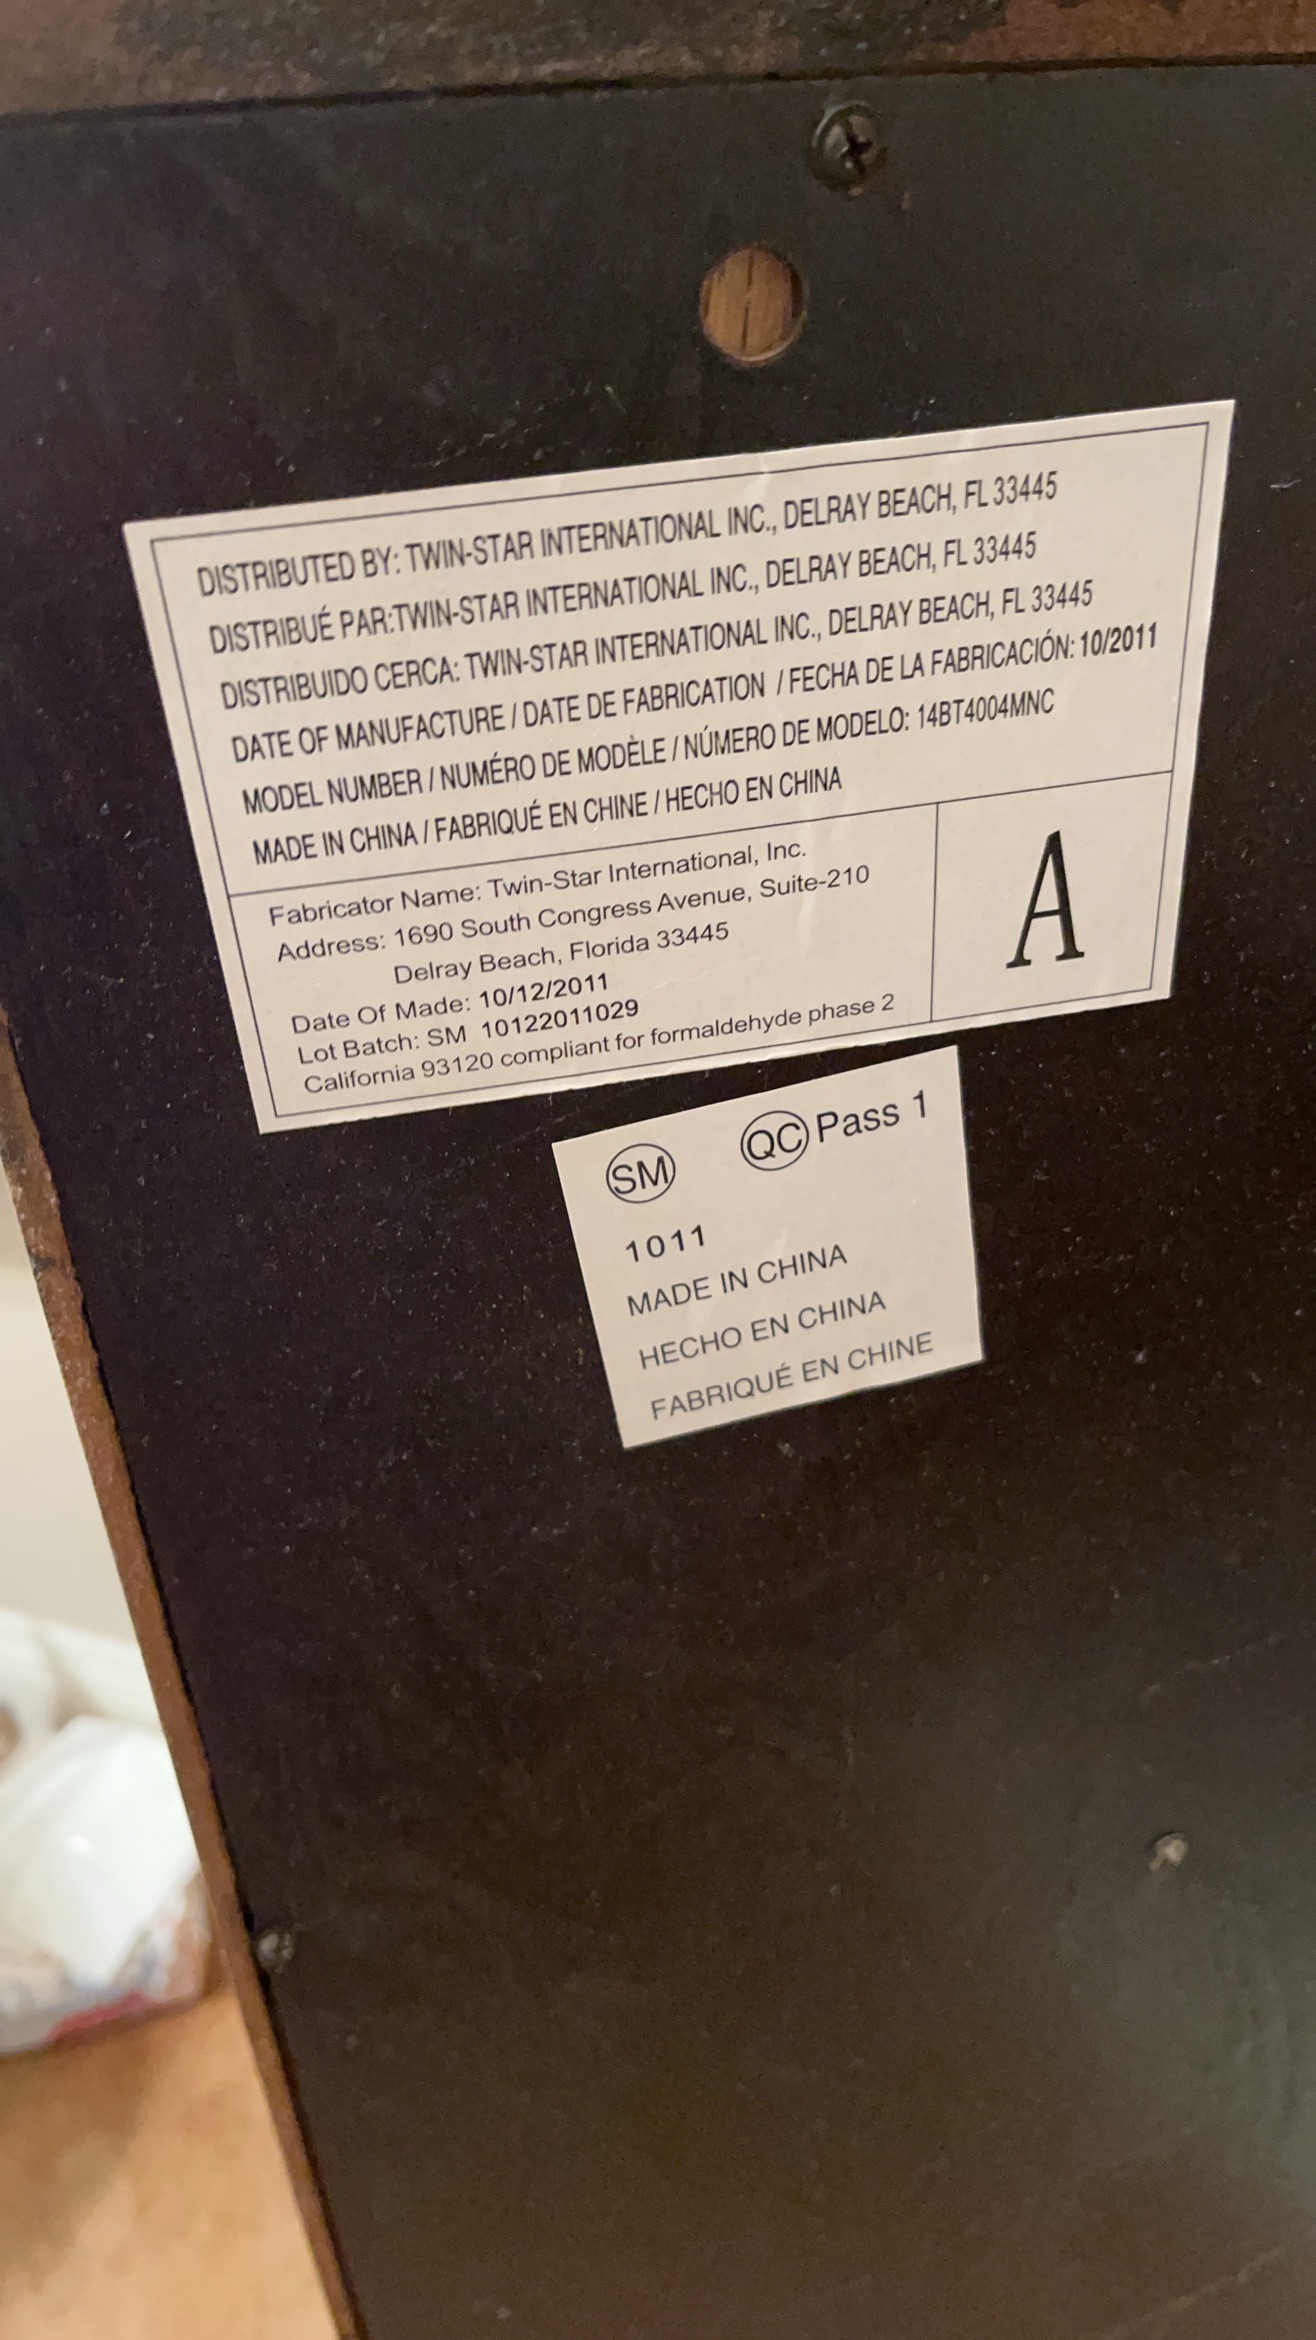 DISTRIBUTED BY: TWIN-STAR INTERNATIONAL INC., DELRAY BEACH, FL 33445
DISTRIBUÉ PAR:TWIN-STAR INTERNATIONAL INC., DELRAY BEACH, FL 33445
DISTRIBUIDO CERCA: TWIN-STAR INTERNATIONAL INC., DELRAY BEACH, FL 33445
DATE OF MANUFACTURE / DATE DE FABRICATION / FECHA DE LA FABRICACIÓN: 10/2011
MODEL NUMBER / NUMÉRO DE MODÈLE / NÚMERO DE MODELO: 14BT4004MNC
MADE IN CHINA / FABRIQUÉ EN CHINE / HECHO EN CHINA
Fabricator Name: Twin-Star International, Inc.
Address: 1690 South Congress Avenue, Suite-210
Delray Beach, Florida 33445
Date Of Made: 10/12/2011
Lot Batch: SM 10122011029
California 93120 compliant for formaldehyde phase 2
A
SM QC Pass 1
1011
MADE IN CHINA
HECHO EN CHINA
FABRIQUÉ EN CHINE